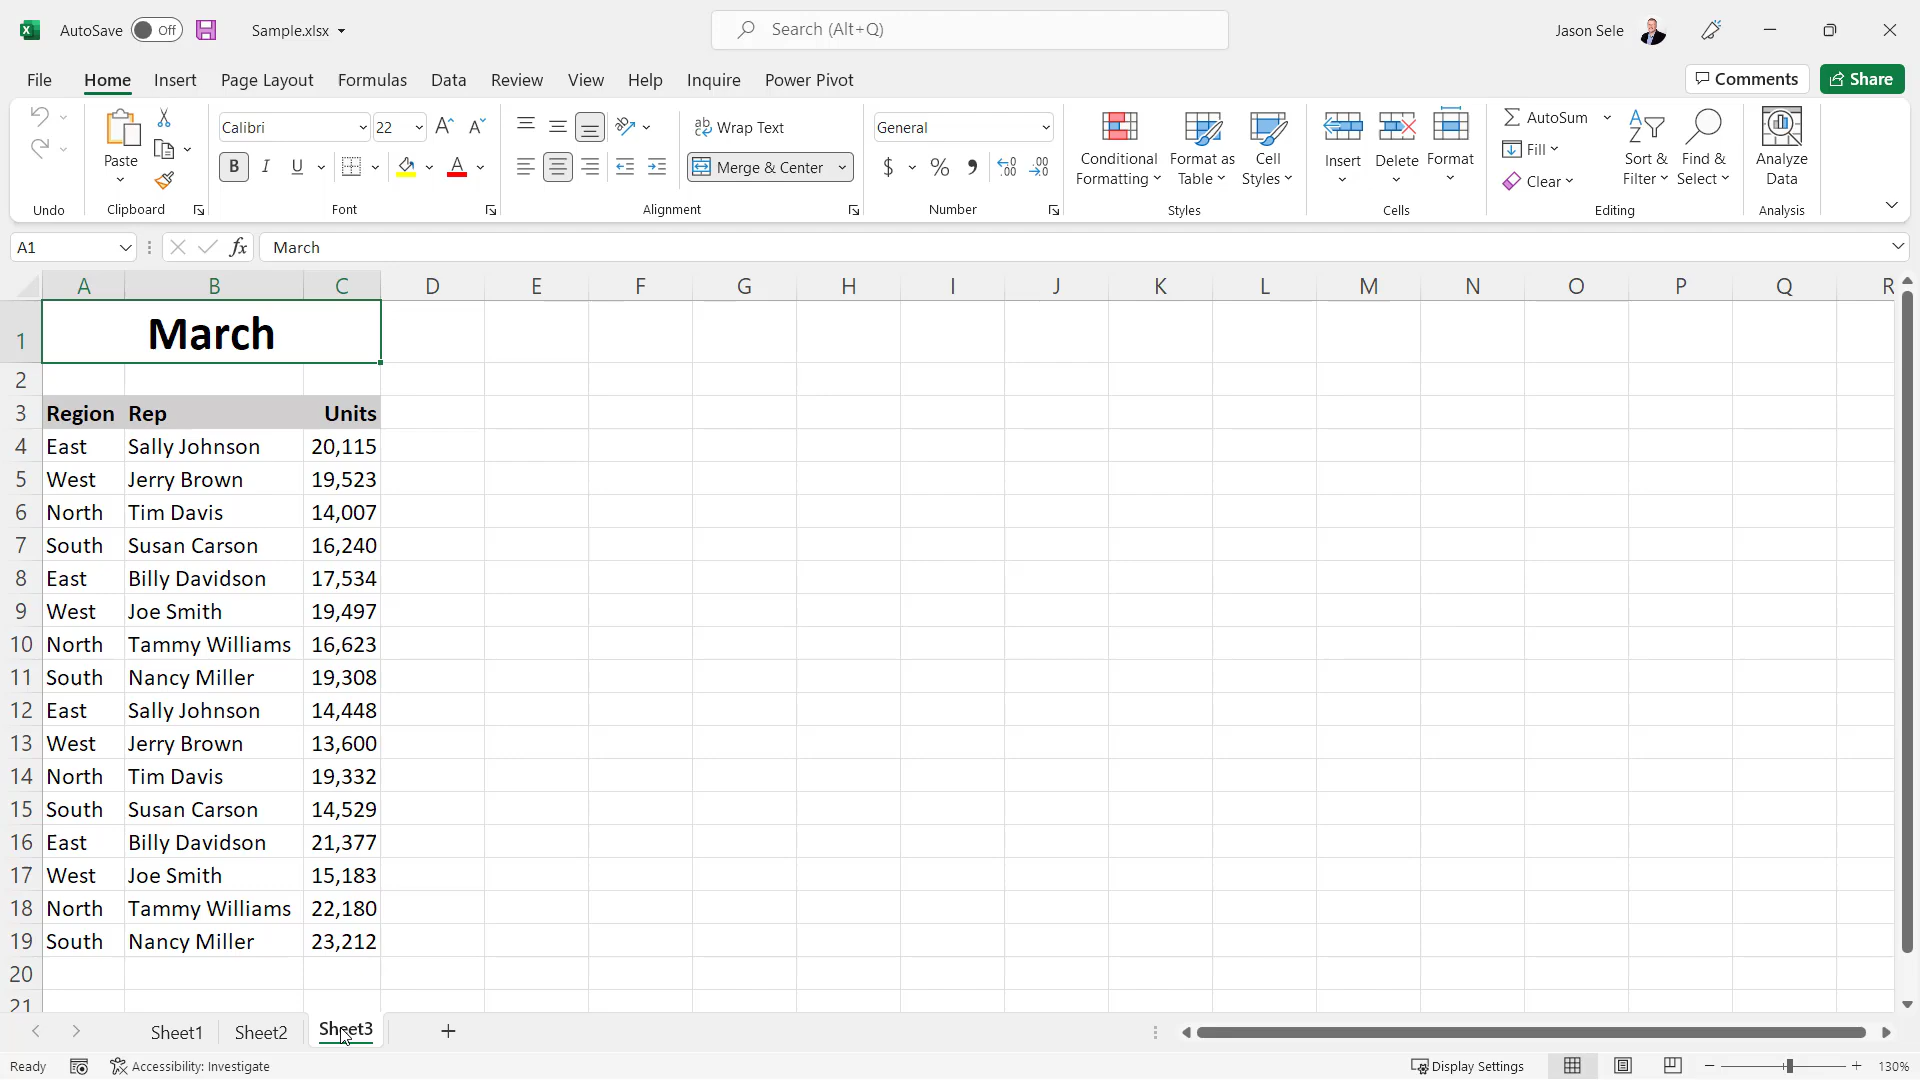 AutoSave Off Sample.xlsx Search (Alt+Q) Jason Sele
File Home Insert Page Layout Formulas Data Review View Help Inquire Power Pivot Comments Share
Paste
Undo
Clipboard
Calibri 22
B I U A
Font
Wrap Text
Merge & Center
Alignment
General
$ % ,
Number
Conditional Formatting
Format as Table
Cell Styles
Styles
Insert Delete Format
Cells
AutoSum
Fill
Clear
Sort & Filter
Find & Select
Editing
Analyze Data
Analysis
A1 fx March
A B C D E F G H I J K L M N O P Q R
1 March
2
3 Region Rep Units
4 East Sally Johnson 20,115
5 West Jerry Brown 19,523
6 North Tim Davis 14,007
7 South Susan Carson 16,240
8 East Billy Davidson 17,534
9 West Joe Smith 19,497
10 North Tammy Williams 16,623
11 South Nancy Miller 19,308
12 East Sally Johnson 14,448
13 West Jerry Brown 13,600
14 North Tim Davis 19,332
15 South Susan Carson 14,529
16 East Billy Davidson 21,377
17 West Joe Smith 15,183
18 North Tammy Williams 22,180
19 South Nancy Miller 23,212
20
21
Sheet1 Sheet2 Sheet3
Ready Accessibility: Investigate Display Settings 130%